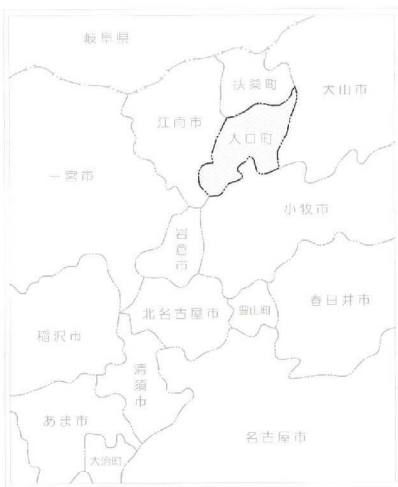 岐阜県
扶桑町
犬山市
江南市
大口町
一宮市
小牧市
岩倉市
春日井市
北名古屋市
豊山町
稲沢市
清須市
あま市
名古屋市
大治町